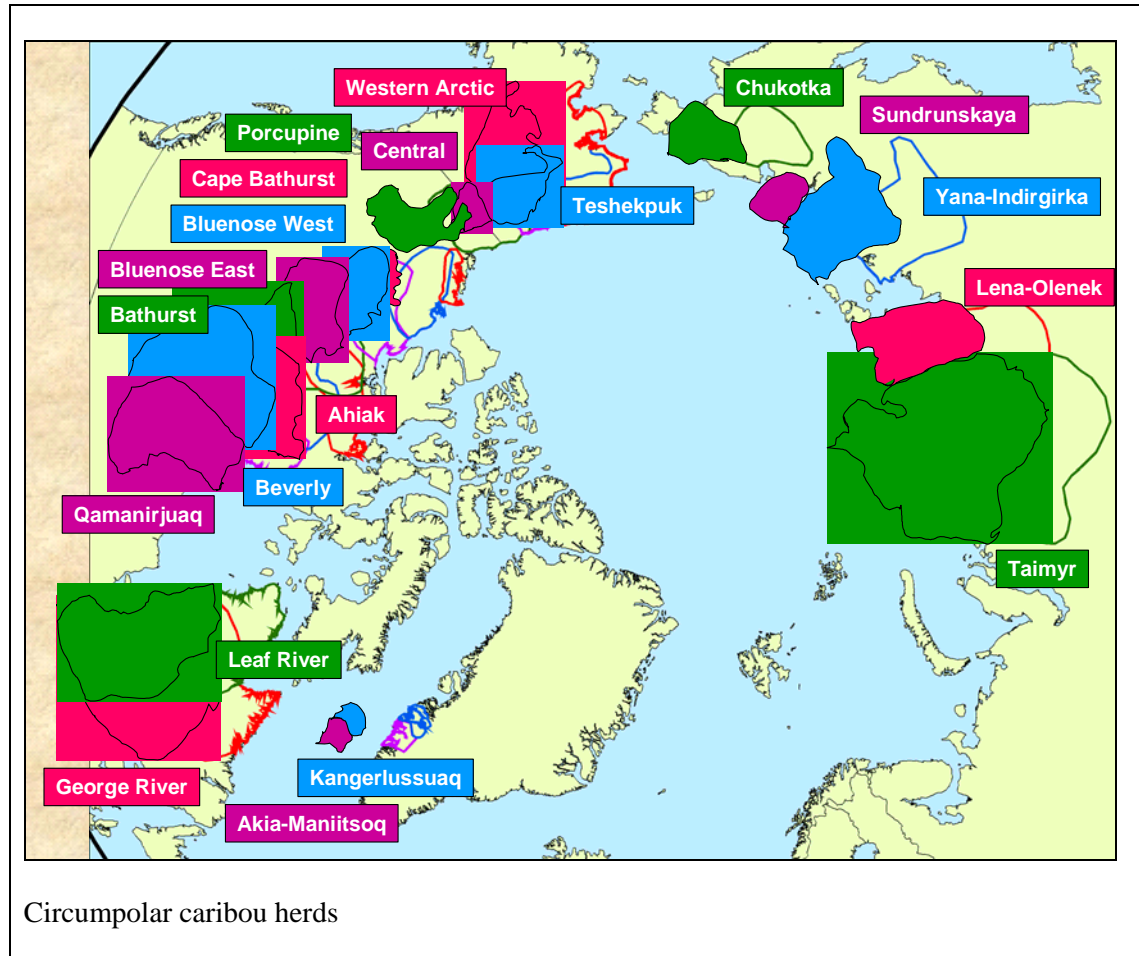 Western Arctic
Chukotka
Sundrunskaya
Porcupine
Central
Cape Bathurst
Teshekpuk
Yana-Indirgirka
Bluenose West
Bluenose East
Lena-Olenek
Bathurst
Ahiak
Beverly
Qamanirjuaq
Taimyr
Leaf River
George River
Kangerlussuaq
Akia-Maniitsoq
Circumpolar caribou herds